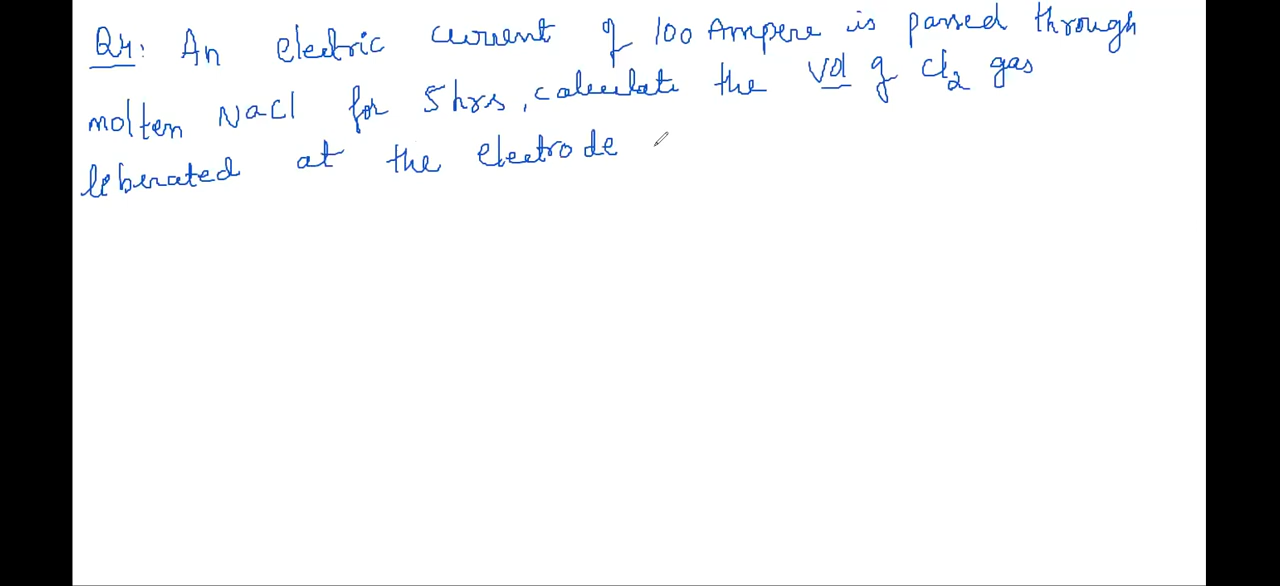 Q4: An electric current of 100 Ampere is passed through
molten NaCl for 5hrs, calculate the Vol of Cl2 gas
liberated at the electrode